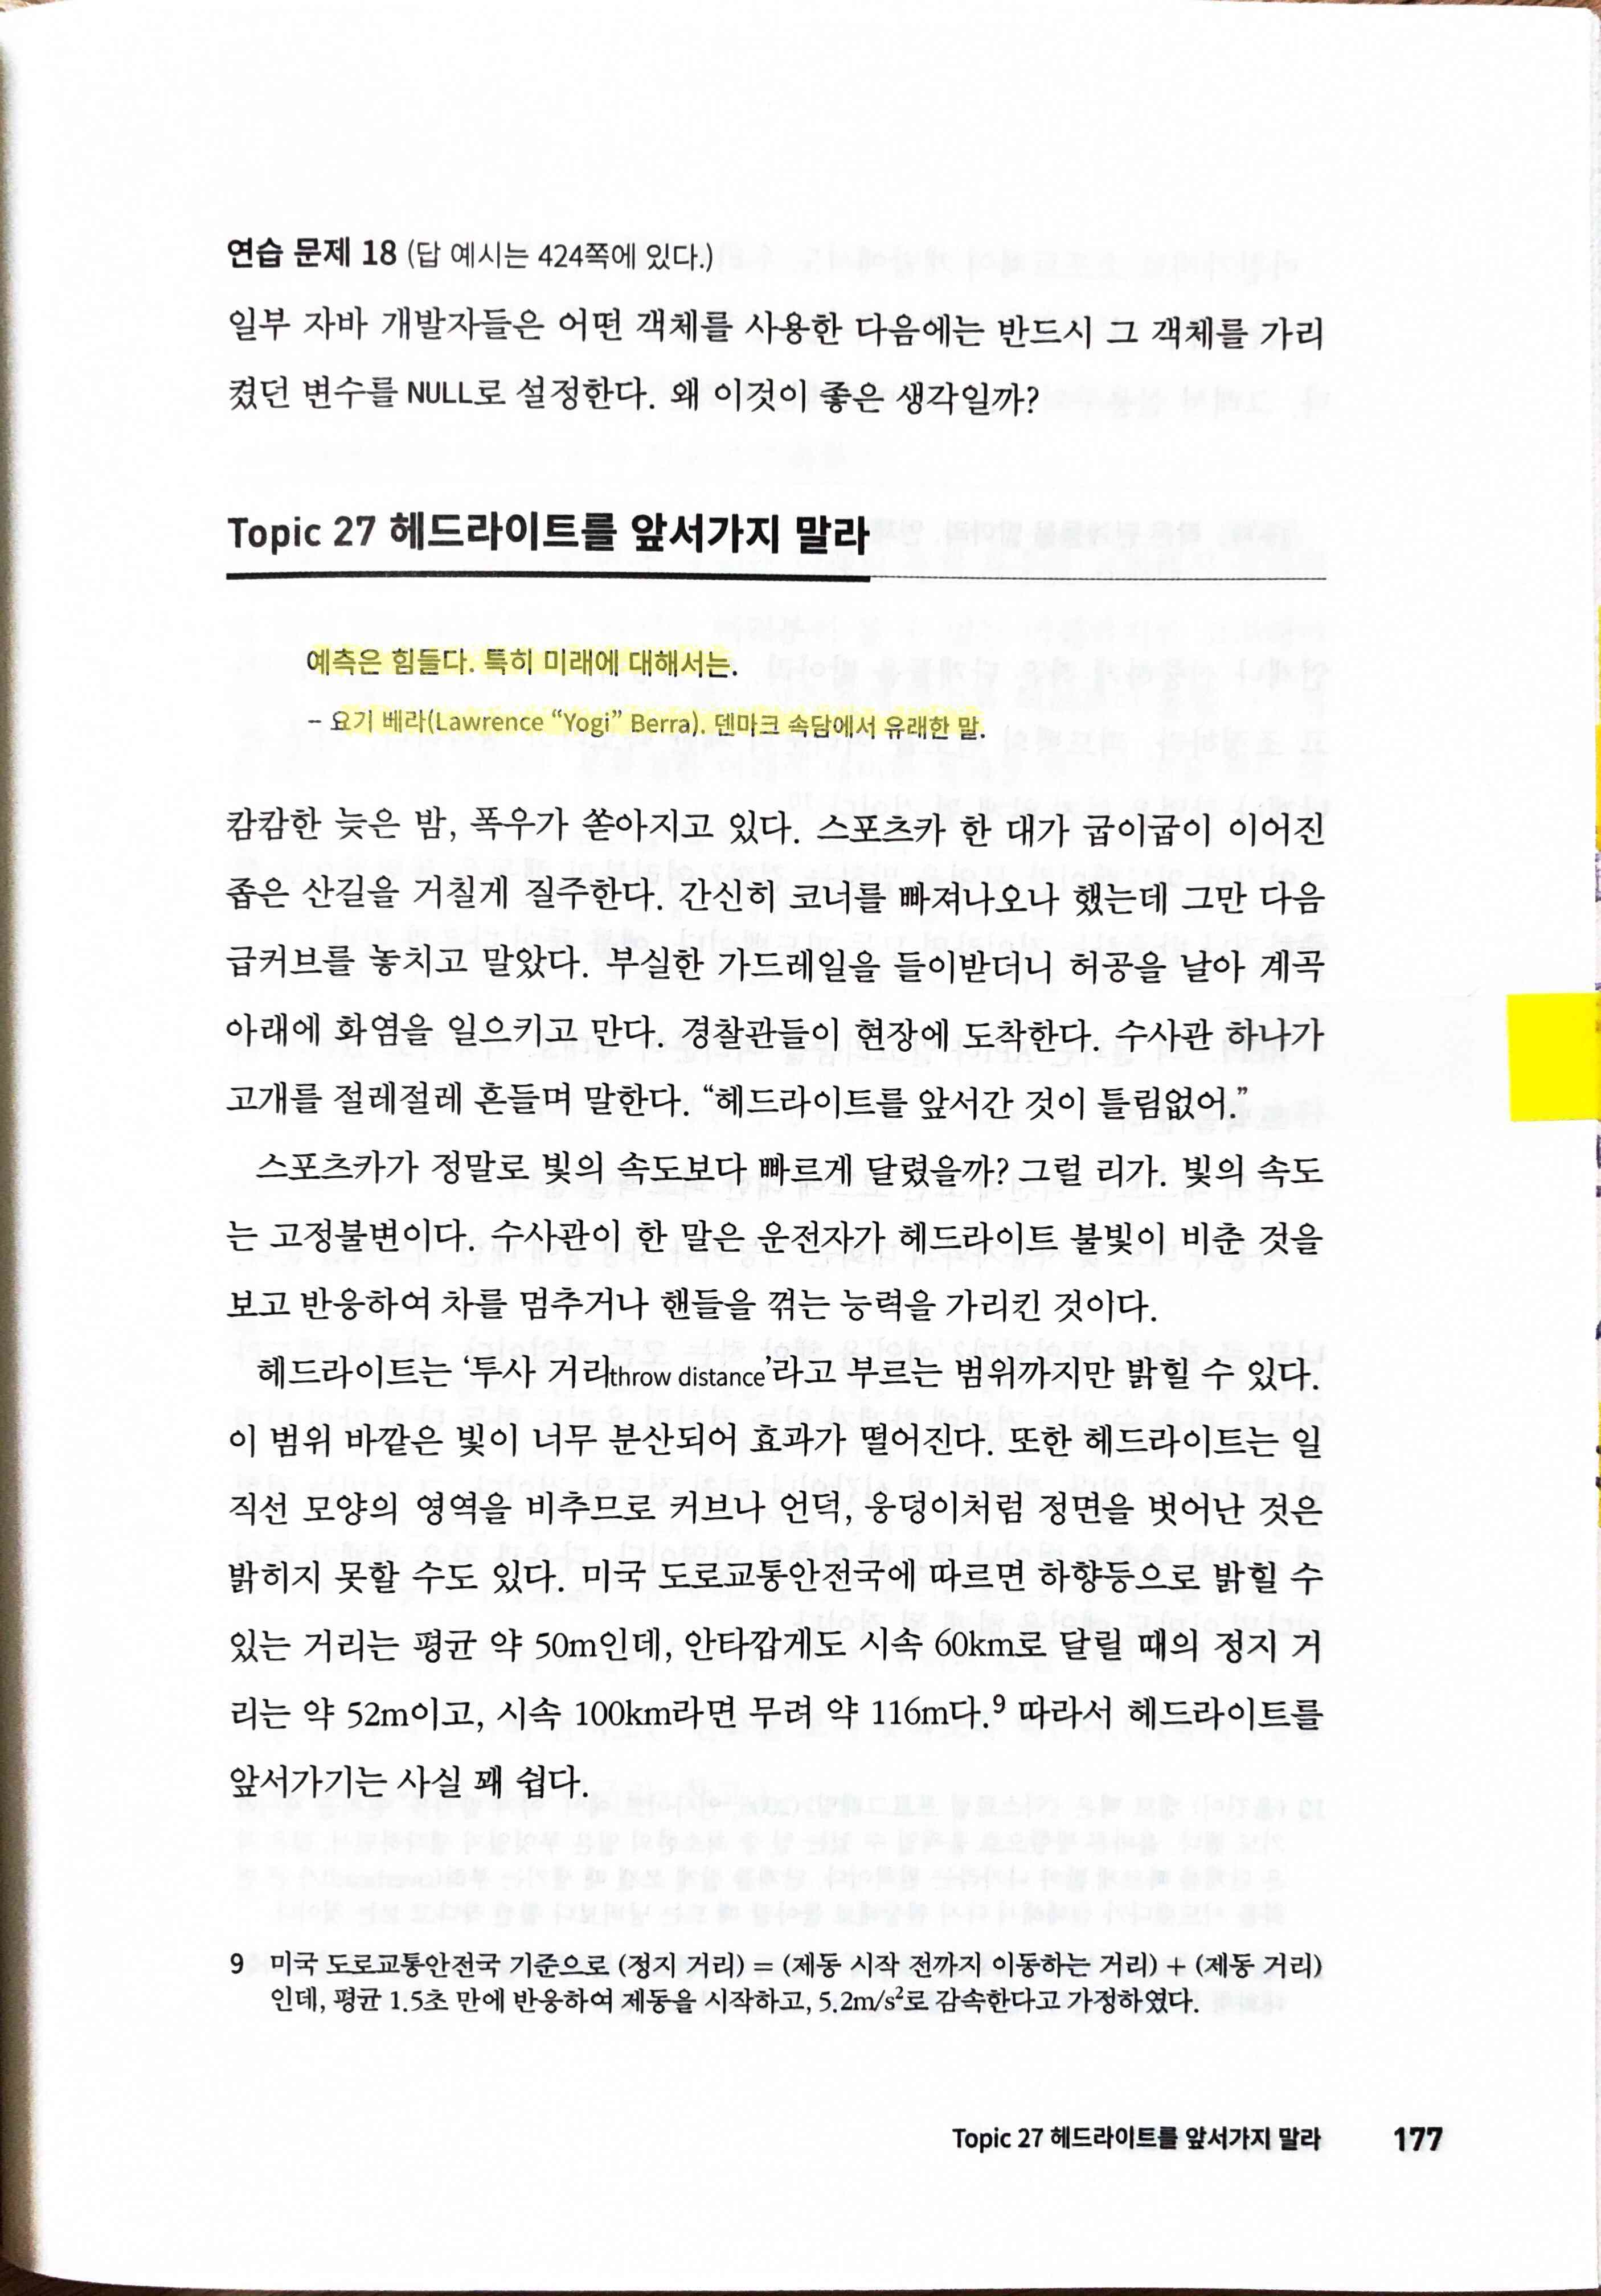 연습 문제 18 (답 예시는 424쪽에 있다.)
일부 자바 개발자들은 어떤 객체를 사용한 다음에는 반드시 그 객체를 가리
켰던 변수를 NULL로 설정한다. 왜 이것이 좋은 생각일까?
Topic 27 헤드라이트를 앞서가지 말라
예측은 힘들다. 특히 미래에 대해서는.
– 요기 베라(Lawrence “Yogi” Berra). 덴마크 속담에서 유래한 말.
캄캄한 늦은 밤, 폭우가 쏟아지고 있다. 스포츠카 한 대가 굽이굽이 이어진
좁은 산길을 거칠게 질주한다. 간신히 코너를 빠져나오나 했는데 그만 다음
급커브를 놓치고 말았다. 부실한 가드레일을 들이받더니 허공을 날아 계곡
아래에 화염을 일으키고 만다. 경찰관들이 현장에 도착한다. 수사관 하나가
고개를 절레절레 흔들며 말한다. “헤드라이트를 앞서간 것이 틀림없어.”
스포츠카가 정말로 빛의 속도보다 빠르게 달렸을까? 그럴 리가. 빛의 속도
는 고정불변이다. 수사관이 한 말은 운전자가 헤드라이트 불빛이 비춘 것을
보고 반응하여 차를 멈추거나 핸들을 꺾는 능력을 가리킨 것이다.
헤드라이트는 ‘투사 거리throw distance’라고 부르는 범위까지만 밝힐 수 있다.
이 범위 바깥은 빛이 너무 분산되어 효과가 떨어진다. 또한 헤드라이트는 일
직선 모양의 영역을 비추므로 커브나 언덕, 웅덩이처럼 정면을 벗어난 것은
밝히지 못할 수도 있다. 미국 도로교통안전국에 따르면 하향등으로 밝힐 수
있는 거리는 평균 약 50m인데, 안타깝게도 시속 60km로 달릴 때의 정지 거
리는 약 52m이고, 시속 100km라면 무려 약 116m다.⁹ 따라서 헤드라이트를
앞서가기는 사실 꽤 쉽다.
9 미국 도로교통안전국 기준으로 (정지 거리) = (제동 시작 전까지 이동하는 거리) + (제동 거리)
인데, 평균 1.5초 만에 반응하여 제동을 시작하고, 5.2m/s²로 감속한다고 가정하였다.
Topic 27 헤드라이트를 앞서가지 말라 177